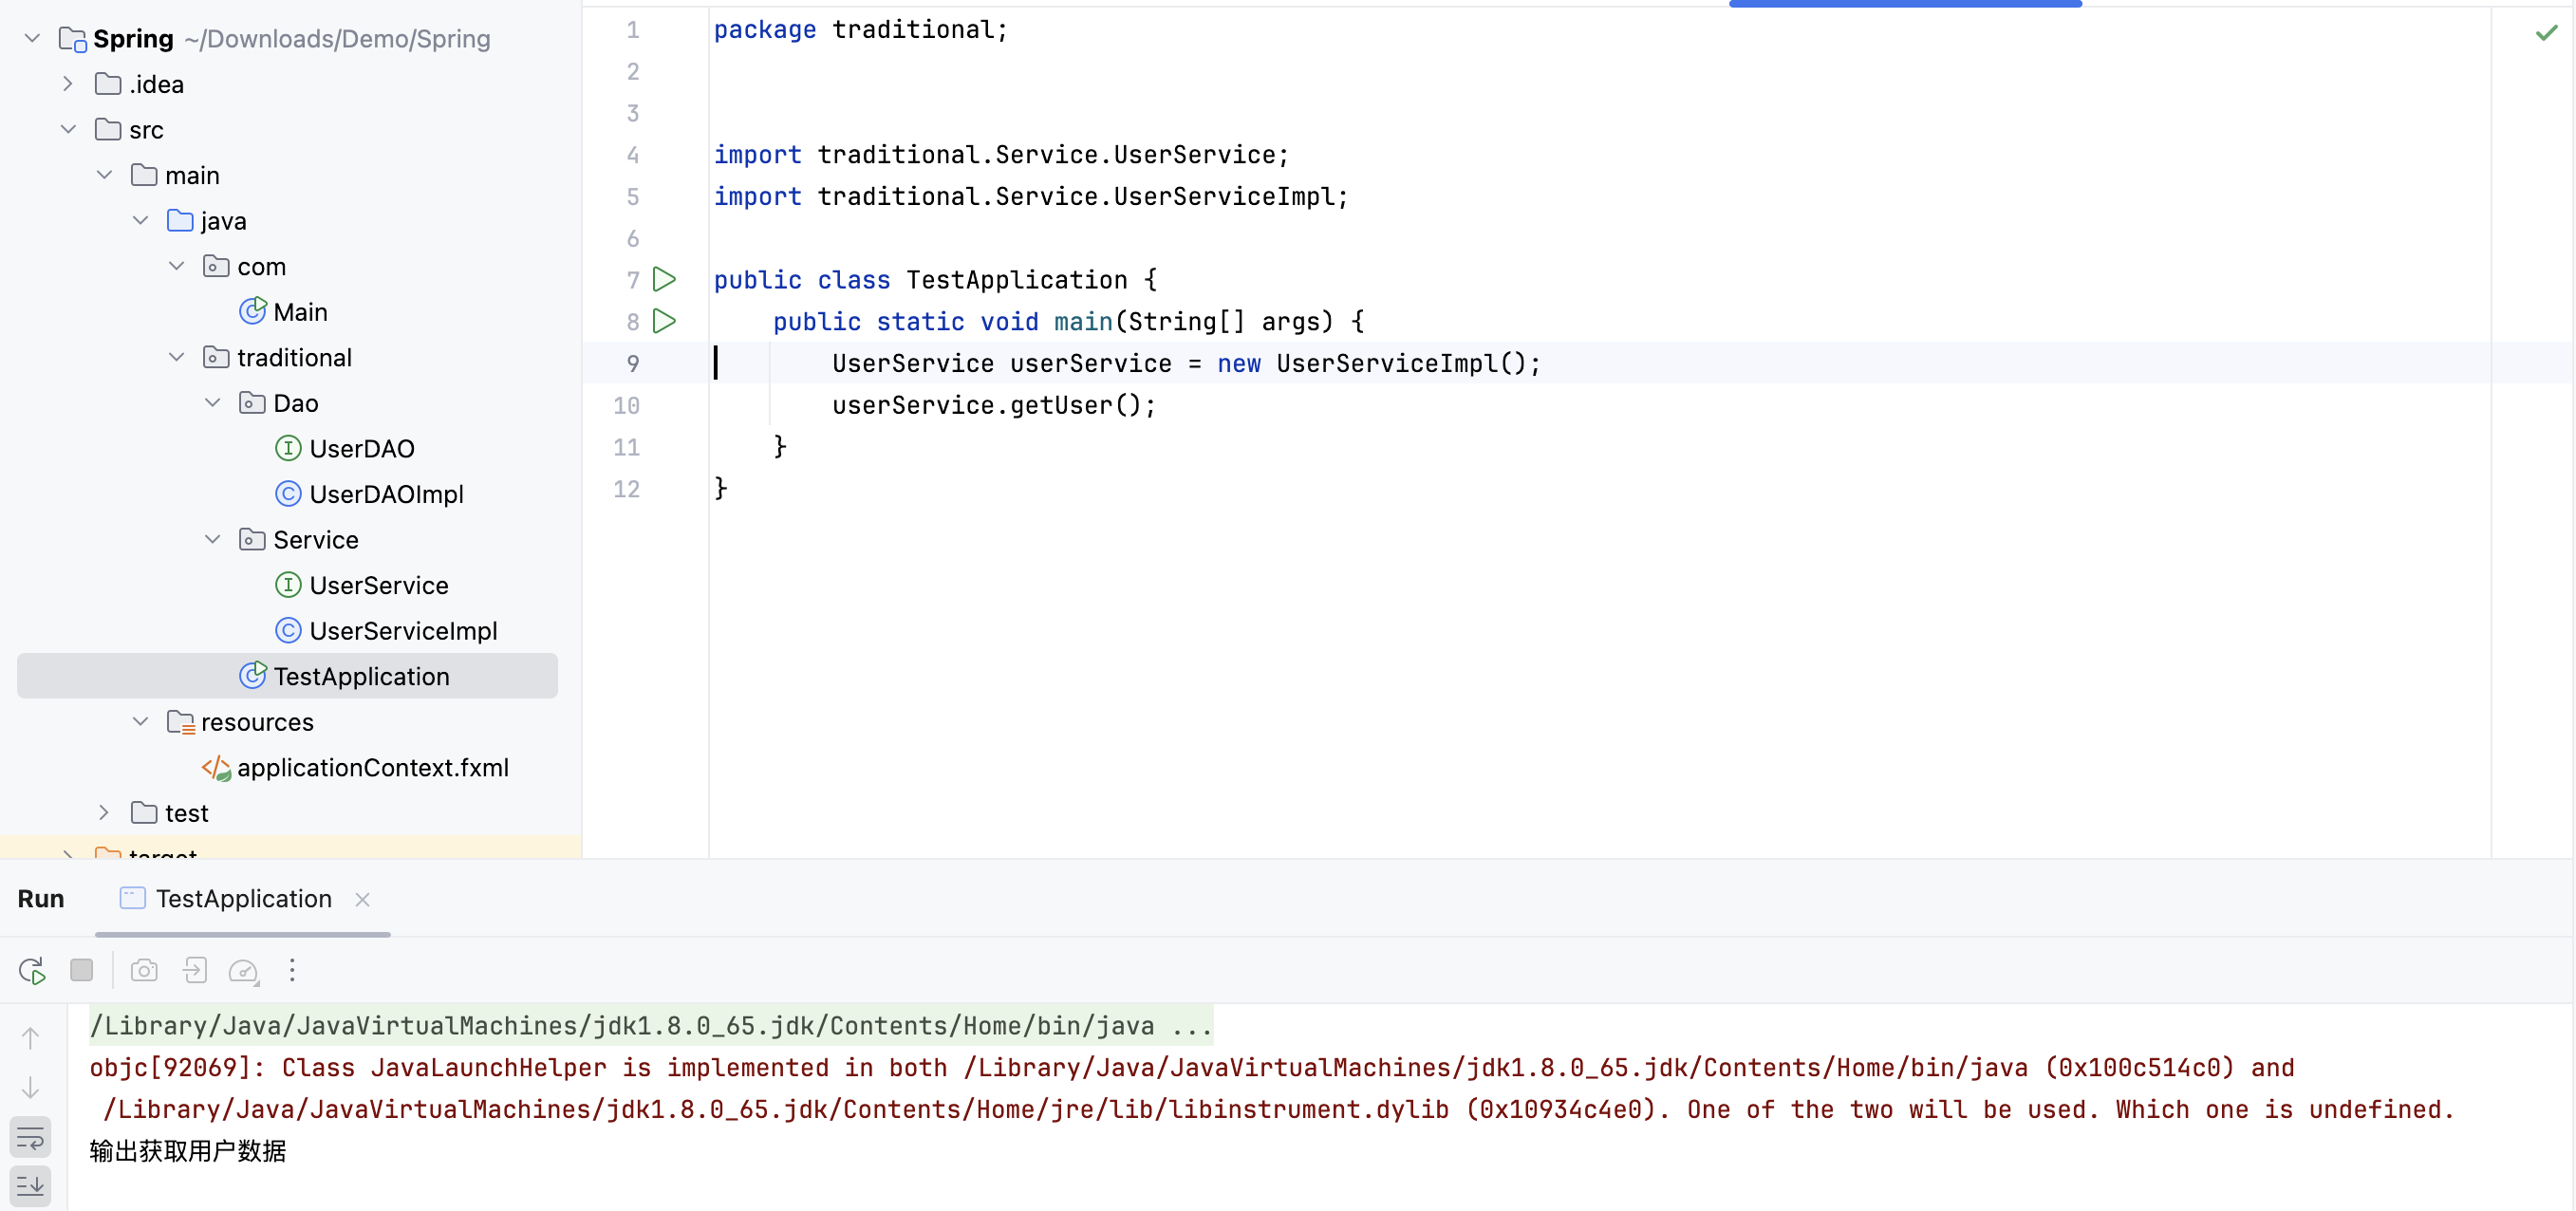 Spring ~/Downloads/Demo/Spring
.idea
src
main
java
com
Main
traditional
Dao
UserDAO
UserDAOImpl
Service
UserService
UserServiceImpl
TestApplication
resources
applicationContext.fxml
test
target
1 package traditional;
2
3
4 import traditional.Service.UserService;
5 import traditional.Service.UserServiceImpl;
6
7 public class TestApplication {
8 public static void main(String[] args) {
9 UserService userService = new UserServiceImpl();
10 userService.getUser();
11 }
12 }
Run TestApplication
/Library/Java/JavaVirtualMachines/jdk1.8.0_65.jdk/Contents/Home/bin/java ...
objc[92069]: Class JavaLaunchHelper is implemented in both /Library/Java/JavaVirtualMachines/jdk1.8.0_65.jdk/Contents/Home/bin/java (0x100c514c0) and
/Library/Java/JavaVirtualMachines/jdk1.8.0_65.jdk/Contents/Home/jre/lib/libinstrument.dylib (0x10934c4e0). One of the two will be used. Which one is undefined.
输出获取用户数据